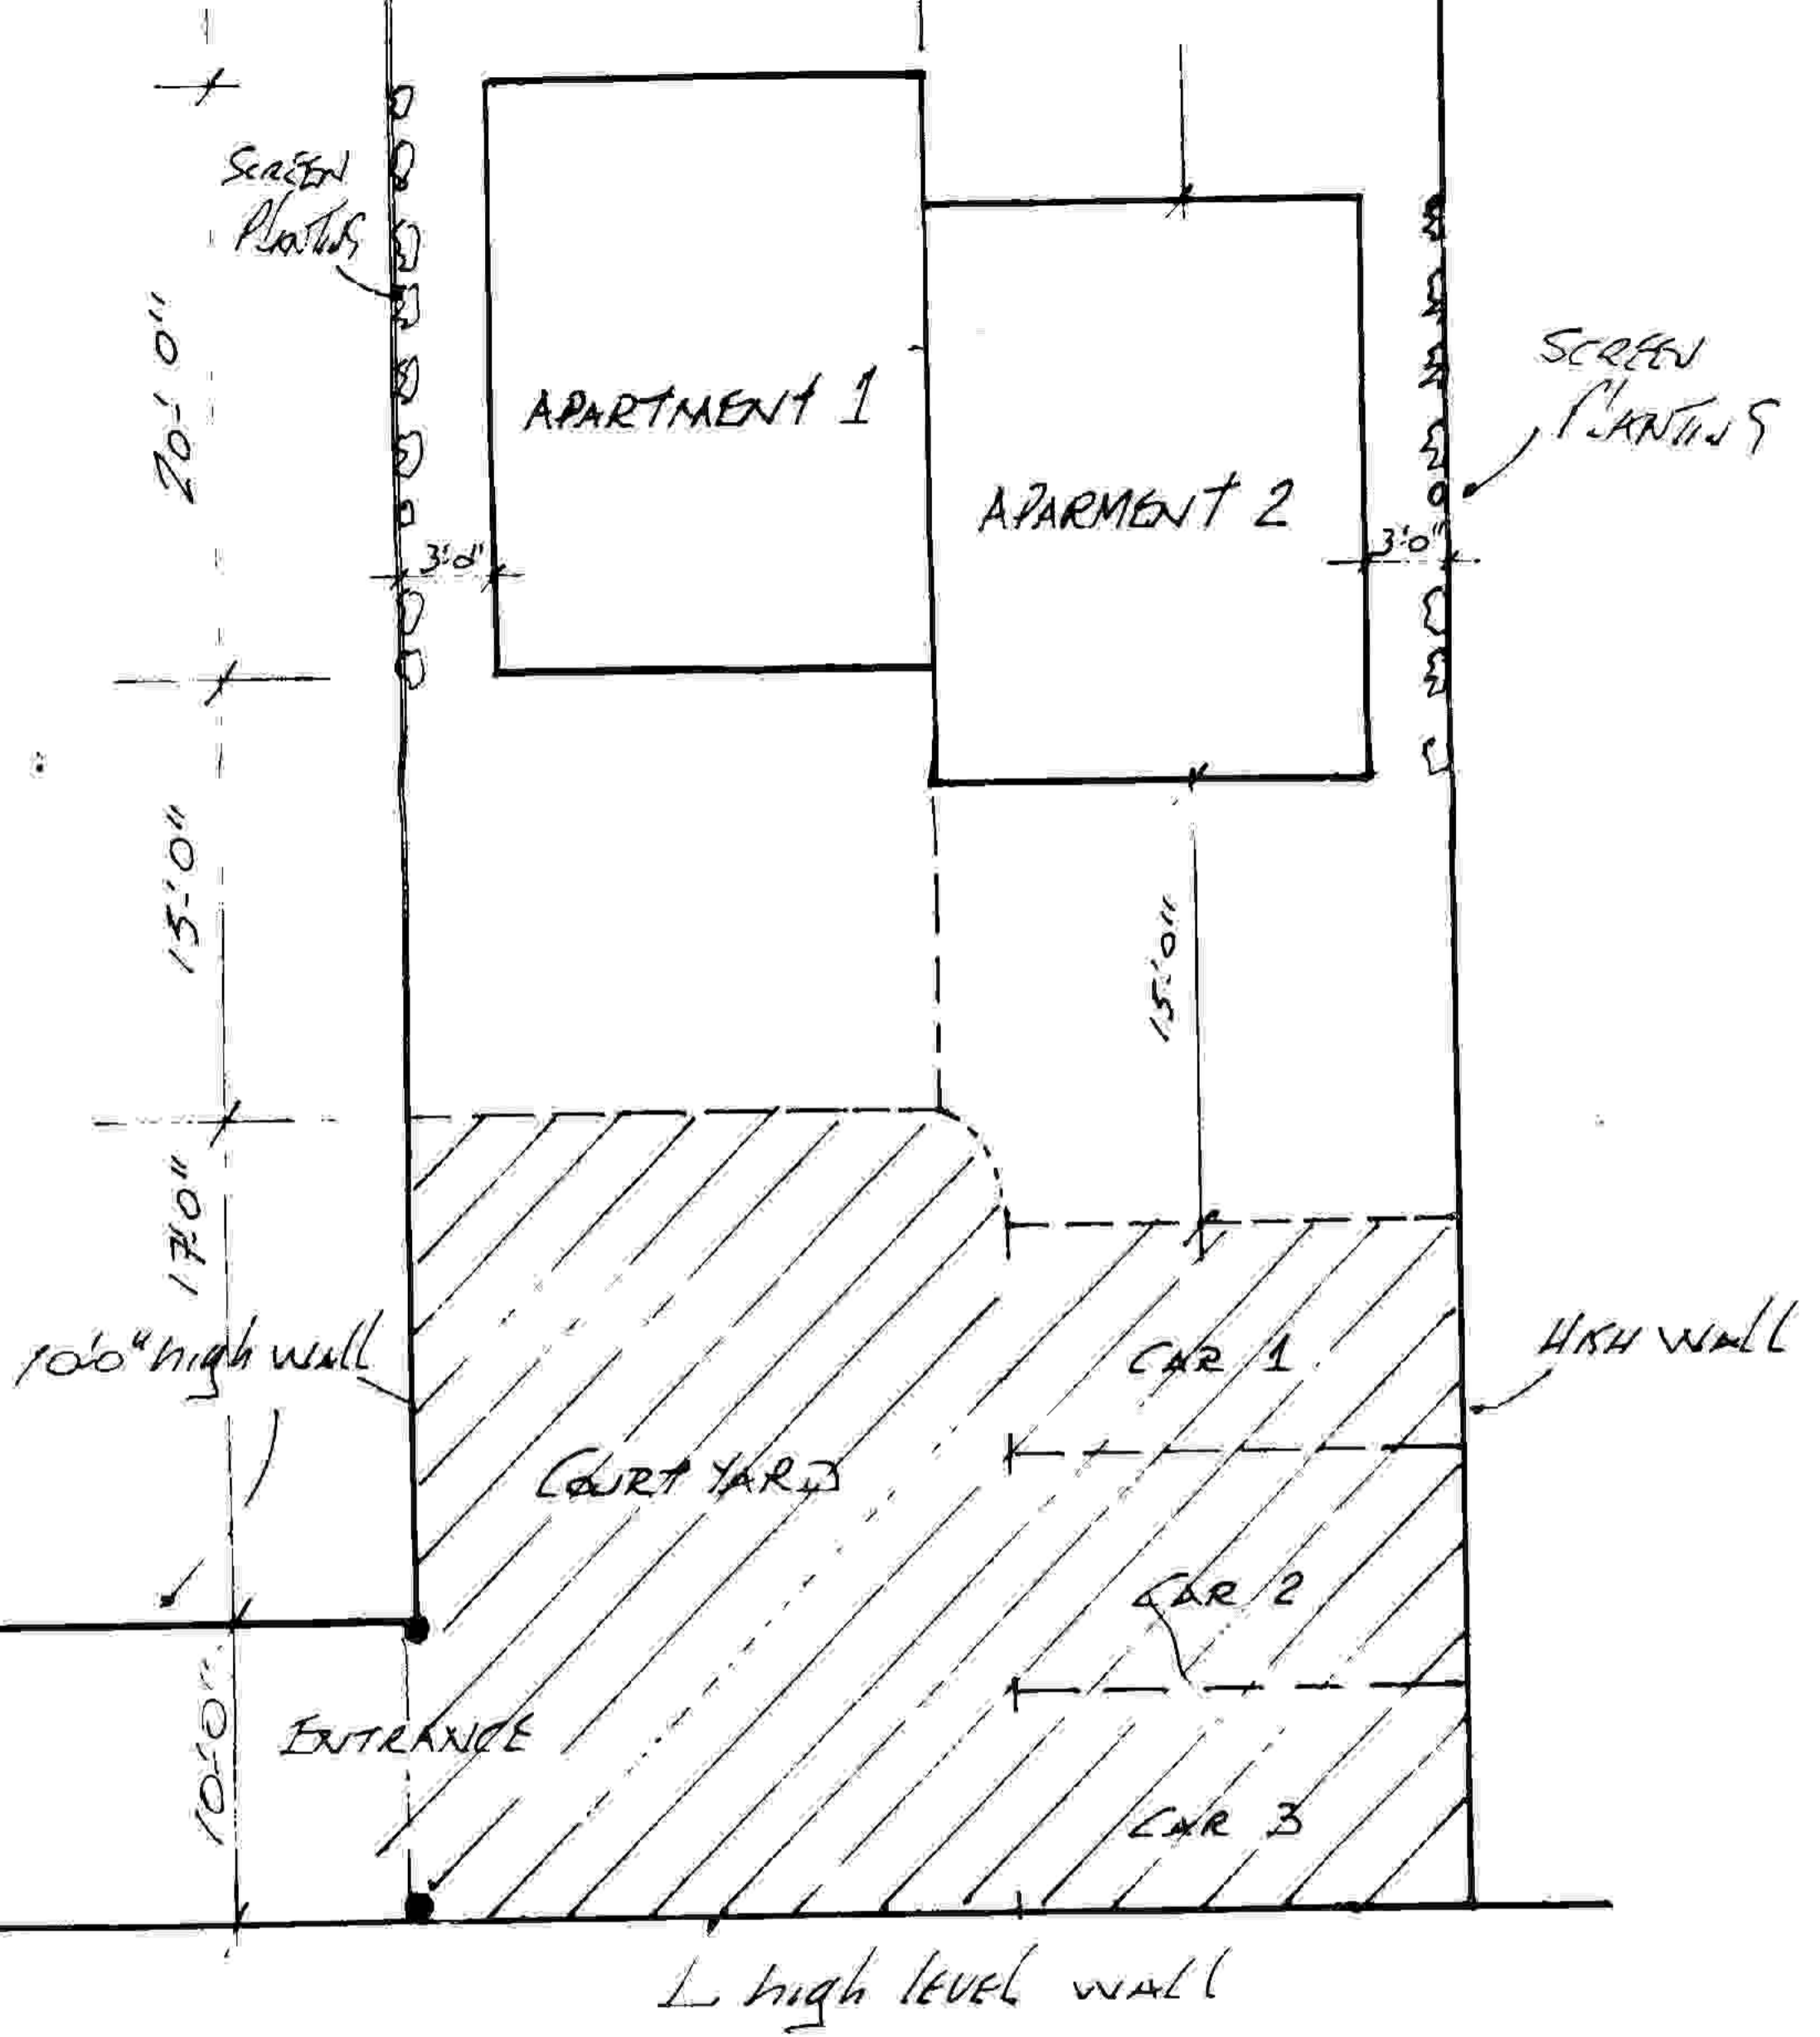 SCREEN
PLANTING
20'-0"
APARTMENT 1
SCREEN
PLANTING
APARMENT 2
3'0"
3'0"
15'-0"
15'-0"
17'0"
10'0" high wall
CAR 1
HIGH WALL
COURT YARD
CAR 2
ENTRANCE
10'-0"
CAR 3
L high level wall